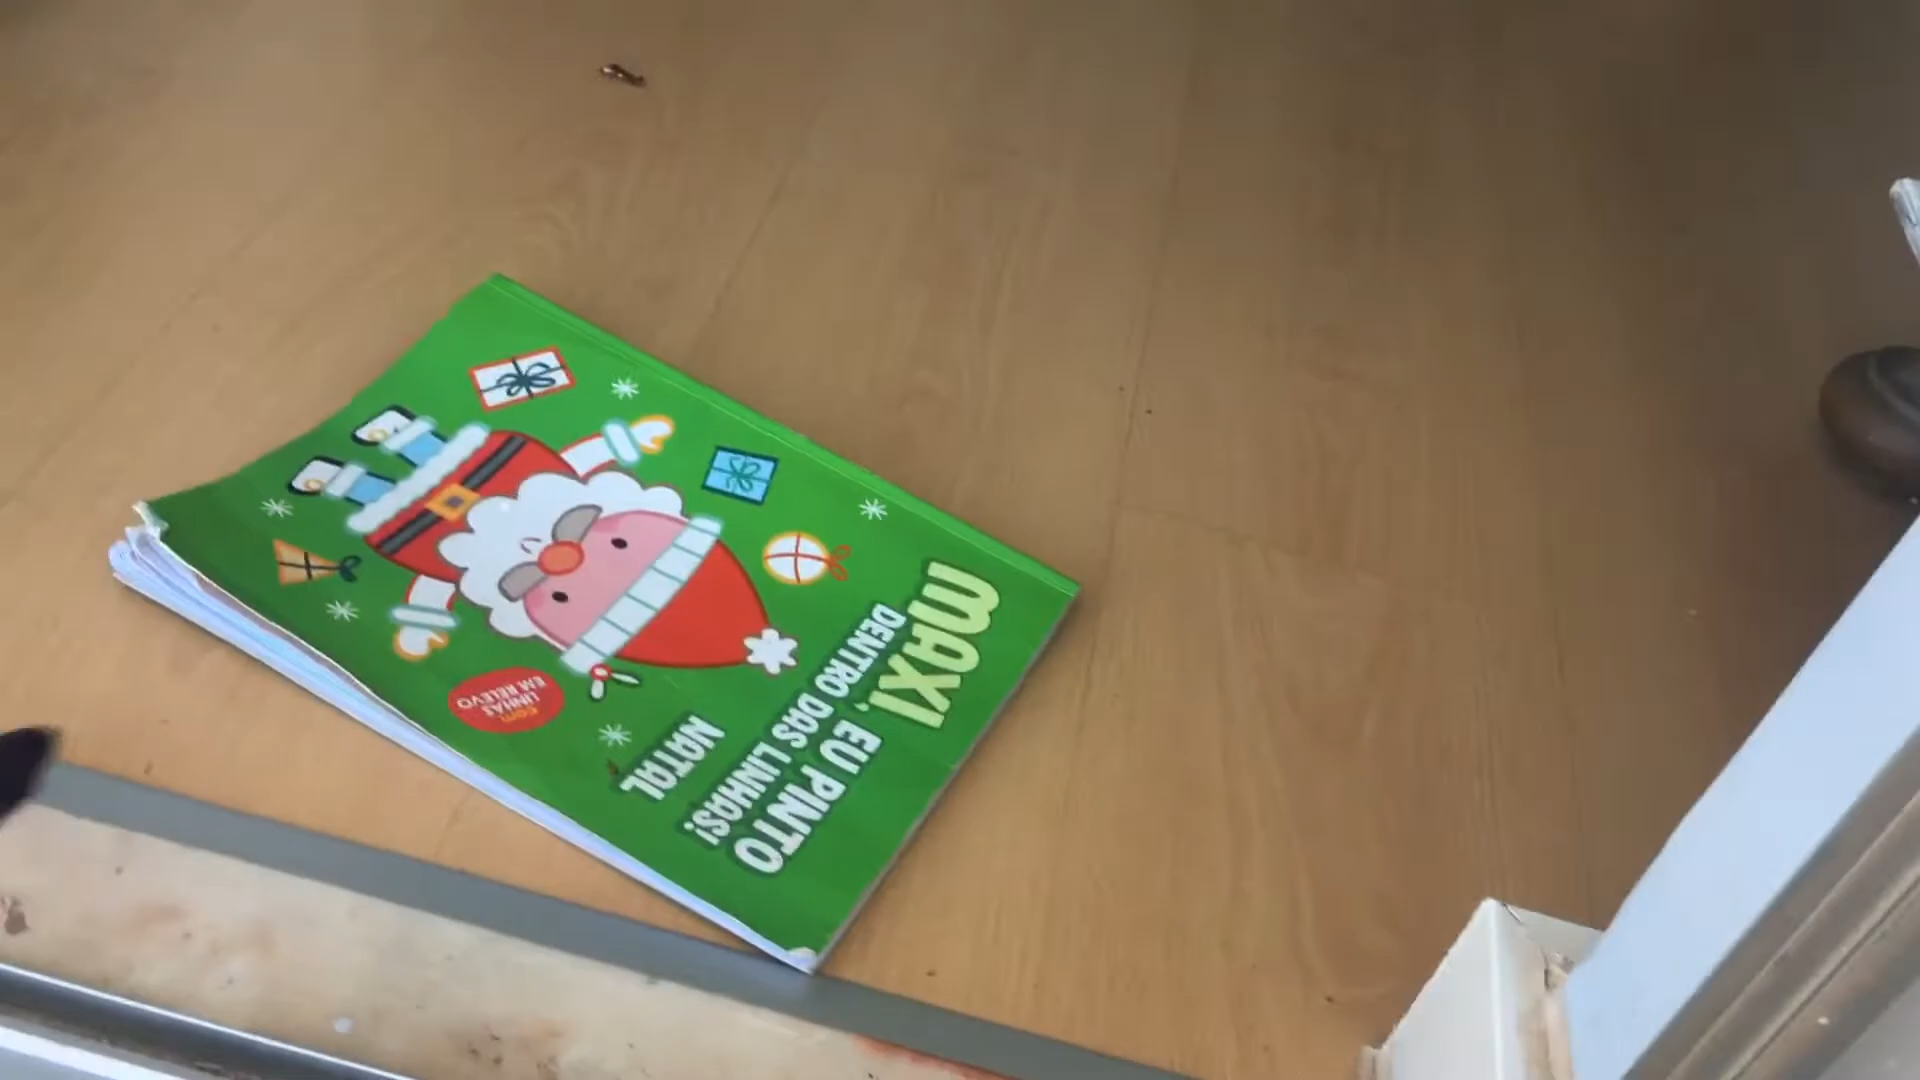 MAXI, EU PINTO
DENTRO DAS LINHAS!
NATAL
com
LINHAS
EM RELEVO